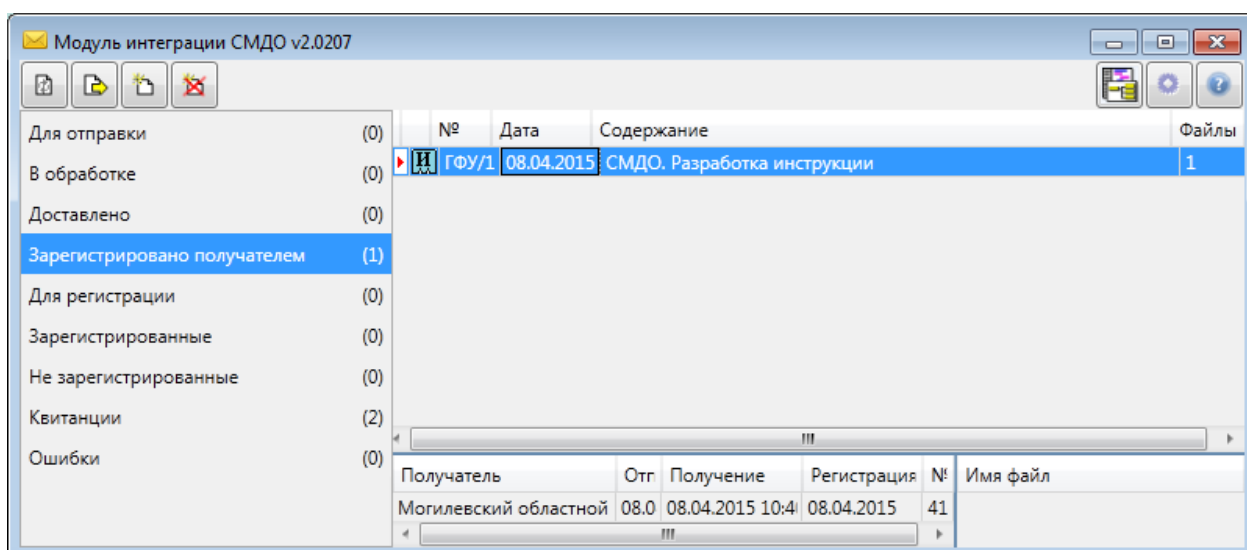 Модуль интеграции СМДО v2.0207
Для отправки (0)
В обработке (0)
Доставлено (0)
Зарегистрировано получателем (1)
Для регистрации (0)
Зарегистрированные (0)
Не зарегистрированные (0)
Квитанции (2)
Ошибки (0)
№ Дата Содержание Файлы
И ГФУ/1 08.04.2015 СМДО. Разработка инструкции 1
Получатель Отг Получение Регистрация № Имя файл
Могилевский областной 08.0 08.04.2015 10:4 08.04.2015 41